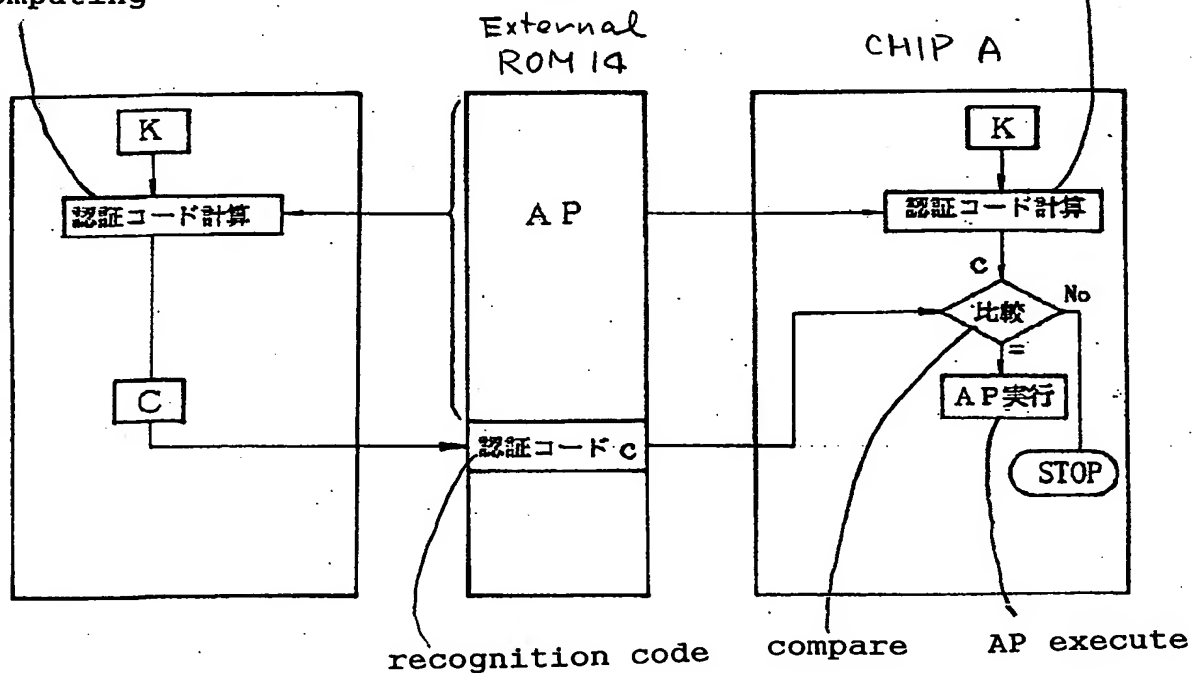 External
ROM 14
CHIP A
K
認証コード計算
C
認証コード C
AP
K
認証コード計算
C
比較
No
=
AP実行
STOP
recognition code
compare
AP execute